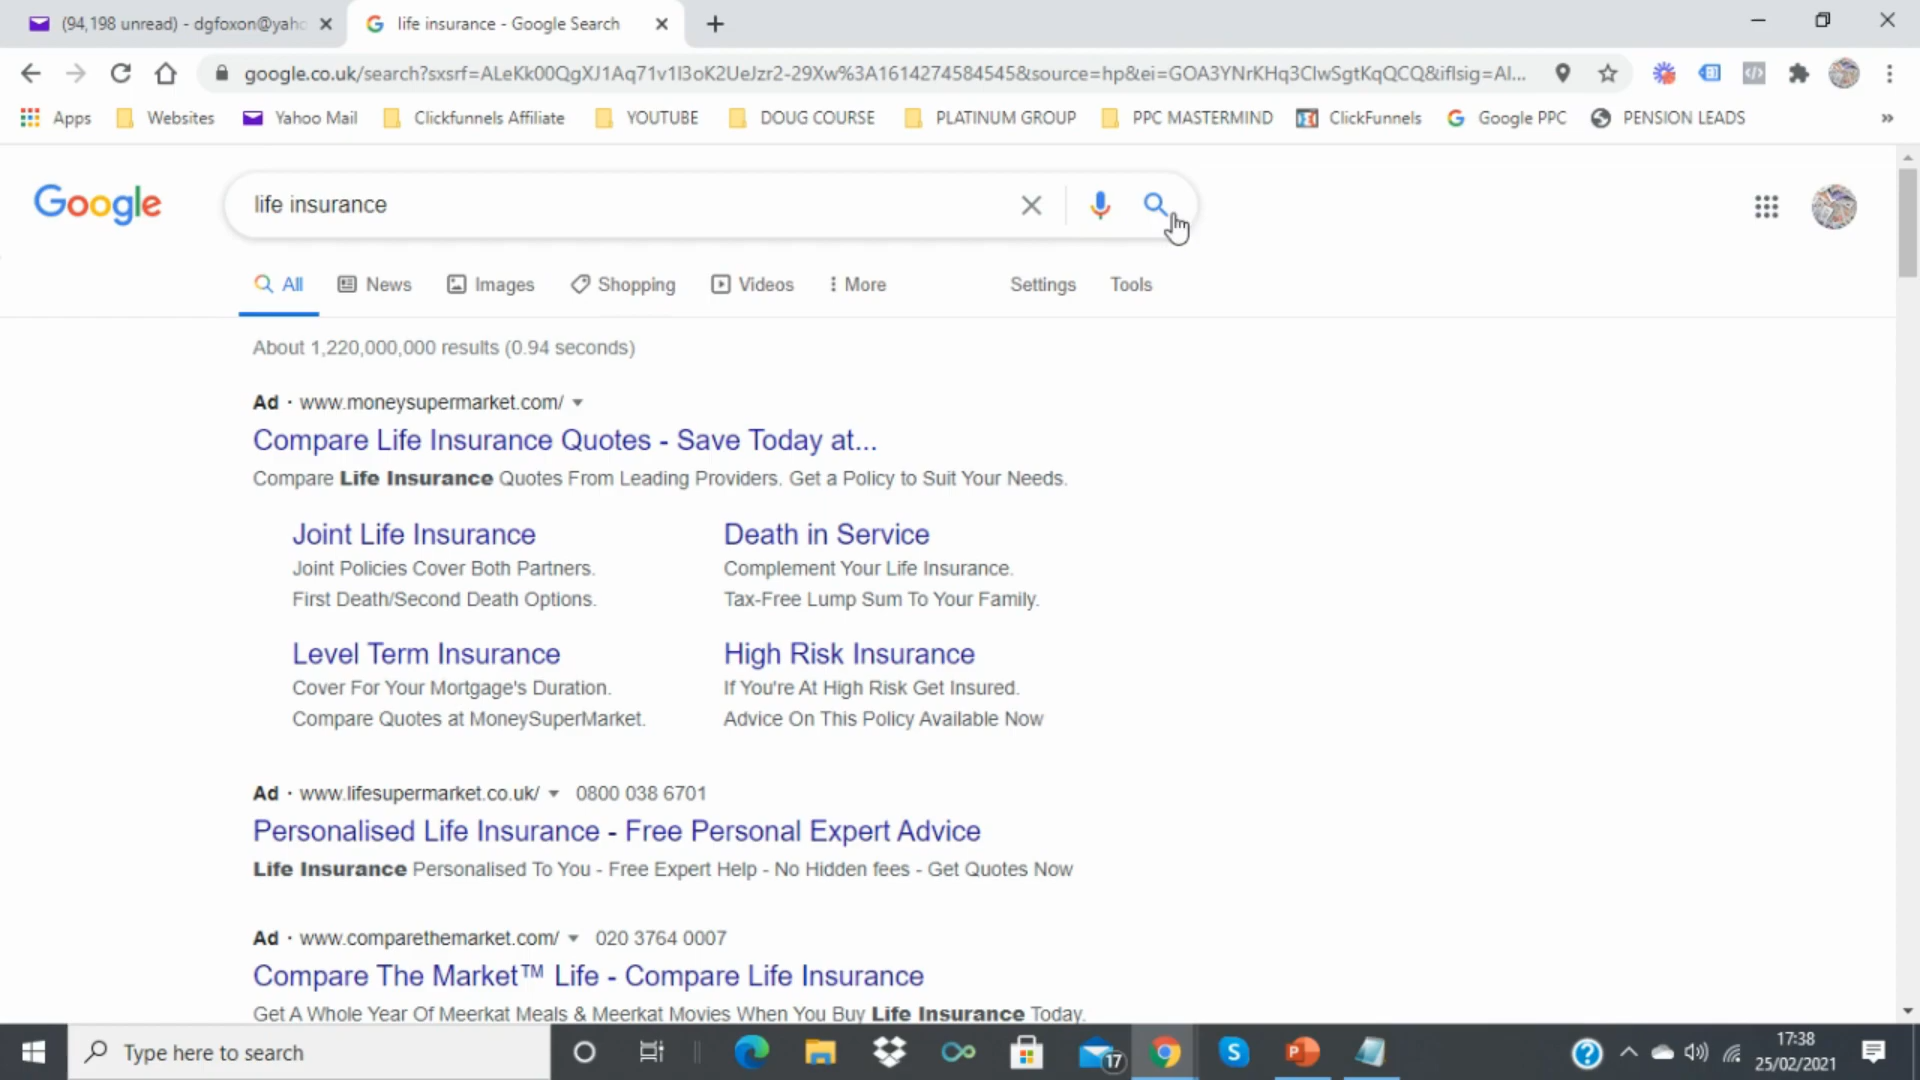 (94,198 unread) - dgfoxon@yaho
life insurance - Google Search
google.co.uk/search?sxsrf=ALeKk00QgXJ1Aq71v1I3oK2UeJzr2-29Xw%3A1614274584545&source=hp&ei=GOA3YNrKHq3CIwSgtKqQCQ&iflsig=AI...
Apps
Websites
Yahoo Mail
Clickfunnels Affiliate
YOUTUBE
DOUG COURSE
PLATINUM GROUP
PPC MASTERMIND
ClickFunnels
Google PPC
PENSION LEADS
»
Google
life insurance
All
News
Images
Shopping
Videos
More
Settings
Tools
About 1,220,000,000 results (0.94 seconds)
Ad · www.moneysupermarket.com/
Compare Life Insurance Quotes - Save Today at...
Compare Life Insurance Quotes From Leading Providers. Get a Policy to Suit Your Needs.
Joint Life Insurance
Joint Policies Cover Both Partners.
First Death/Second Death Options.
Death in Service
Complement Your Life Insurance.
Tax-Free Lump Sum To Your Family.
Level Term Insurance
Cover For Your Mortgage's Duration.
Compare Quotes at MoneySuperMarket.
High Risk Insurance
If You're At High Risk Get Insured.
Advice On This Policy Available Now
Ad · www.lifesupermarket.co.uk/ 0800 038 6701
Personalised Life Insurance - Free Personal Expert Advice
Life Insurance Personalised To You - Free Expert Help - No Hidden fees - Get Quotes Now
Ad · www.comparethemarket.com/ 020 3764 0007
Compare The Market™ Life - Compare Life Insurance
Get A Whole Year Of Meerkat Meals & Meerkat Movies When You Buy Life Insurance Today.
Type here to search
17
17:38
25/02/2021